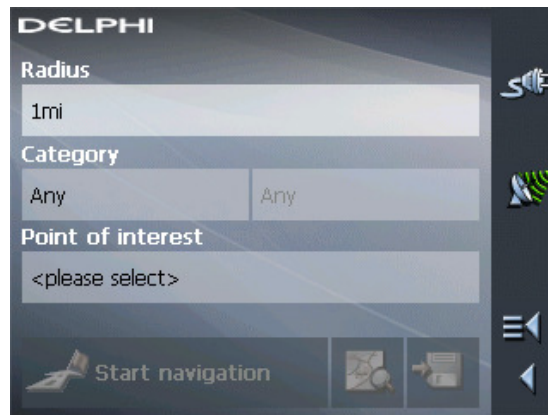 DELPHI
Radius
1mi
Category
Any Any
Point of interest
<please select>
Start navigation